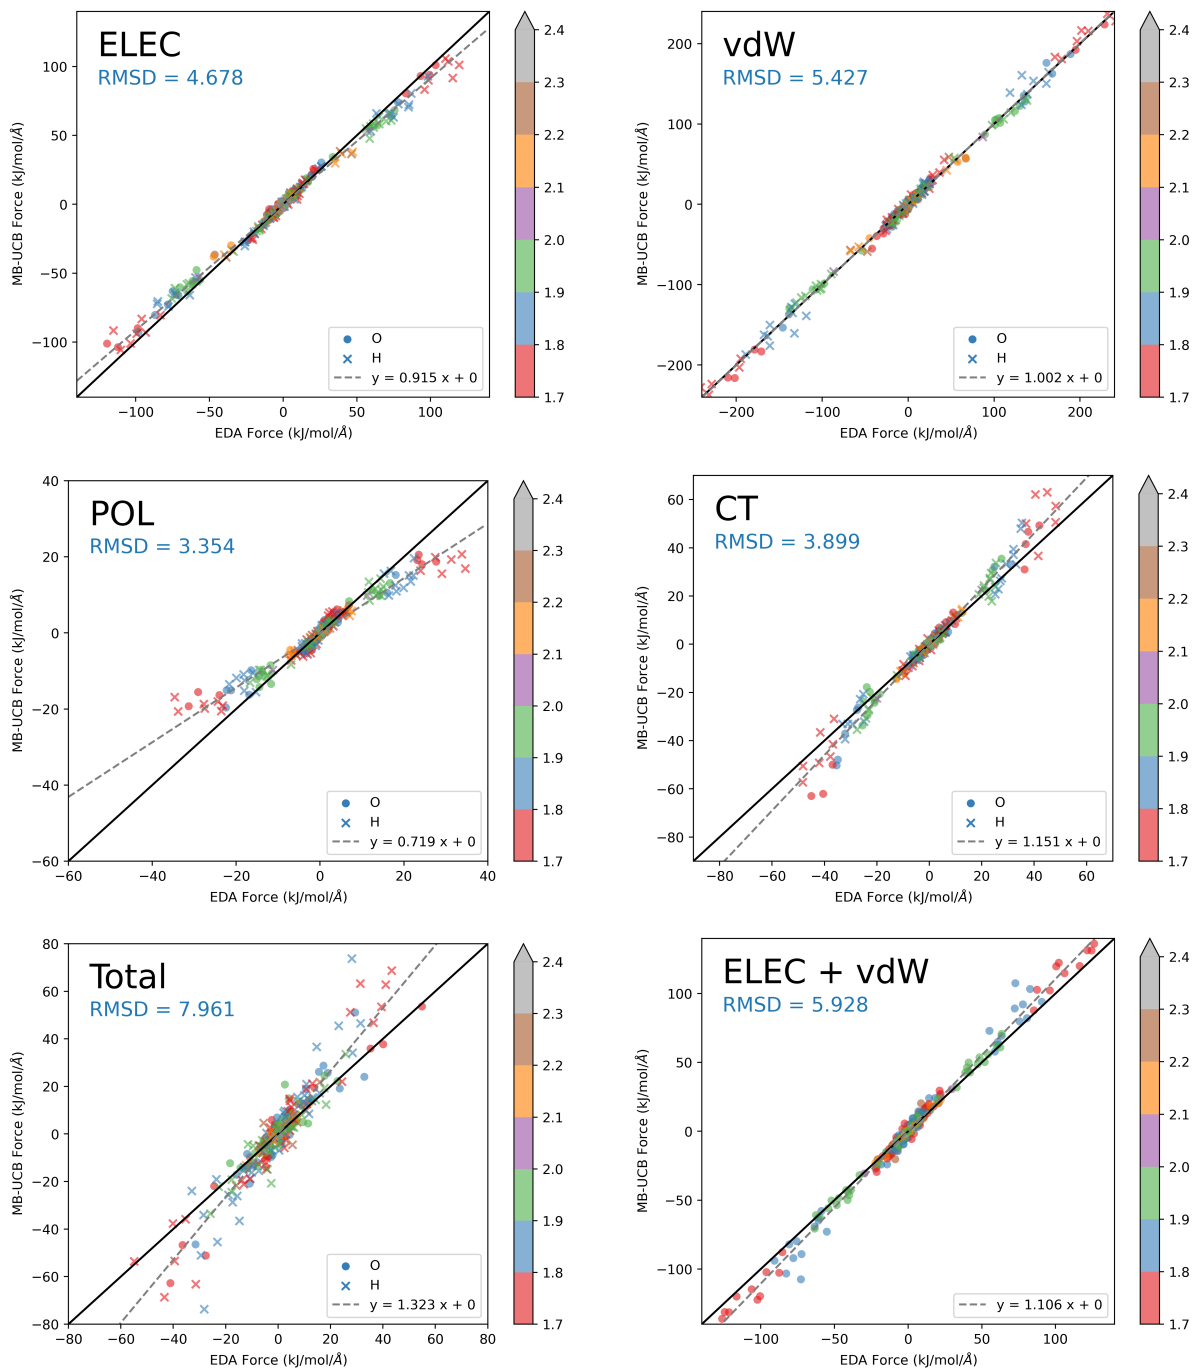 ELEC
RMSD = 4.678
MB-UCB Force (kJ/mol/Å)
100
50
0
−50
−100
−100 −50 0 50 100
EDA Force (kJ/mol/Å)
O
H
y = 0.915 x + 0
2.4
2.3
2.2
2.1
2.0
1.9
1.8
1.7
vdW
RMSD = 5.427
MB-UCB Force (kJ/mol/Å)
200
100
0
−100
−200
−200 −100 0 100 200
EDA Force (kJ/mol/Å)
O
H
y = 1.002 x + 0
2.4
2.3
2.2
2.1
2.0
1.9
1.8
1.7
POL
RMSD = 3.354
MB-UCB Force (kJ/mol/Å)
40
20
0
−20
−40
−60
−60 −40 −20 0 20 40
EDA Force (kJ/mol/Å)
O
H
y = 0.719 x + 0
2.4
2.3
2.2
2.1
2.0
1.9
1.8
1.7
CT
RMSD = 3.899
MB-UCB Force (kJ/mol/Å)
60
40
20
0
−20
−40
−60
−80
−80 −60 −40 −20 0 20 40 60
EDA Force (kJ/mol/Å)
O
H
y = 1.151 x + 0
2.4
2.3
2.2
2.1
2.0
1.9
1.8
1.7
Total
RMSD = 7.961
MB-UCB Force (kJ/mol/Å)
80
60
40
20
0
−20
−40
−60
−80
−80 −60 −40 −20 0 20 40 60 80
EDA Force (kJ/mol/Å)
O
H
y = 1.323 x + 0
2.4
2.3
2.2
2.1
2.0
1.9
1.8
1.7
ELEC + vdW
RMSD = 5.928
MB-UCB Force (kJ/mol/Å)
100
50
0
−50
−100
−100 −50 0 50 100
EDA Force (kJ/mol/Å)
y = 1.106 x + 0
2.4
2.3
2.2
2.1
2.0
1.9
1.8
1.7